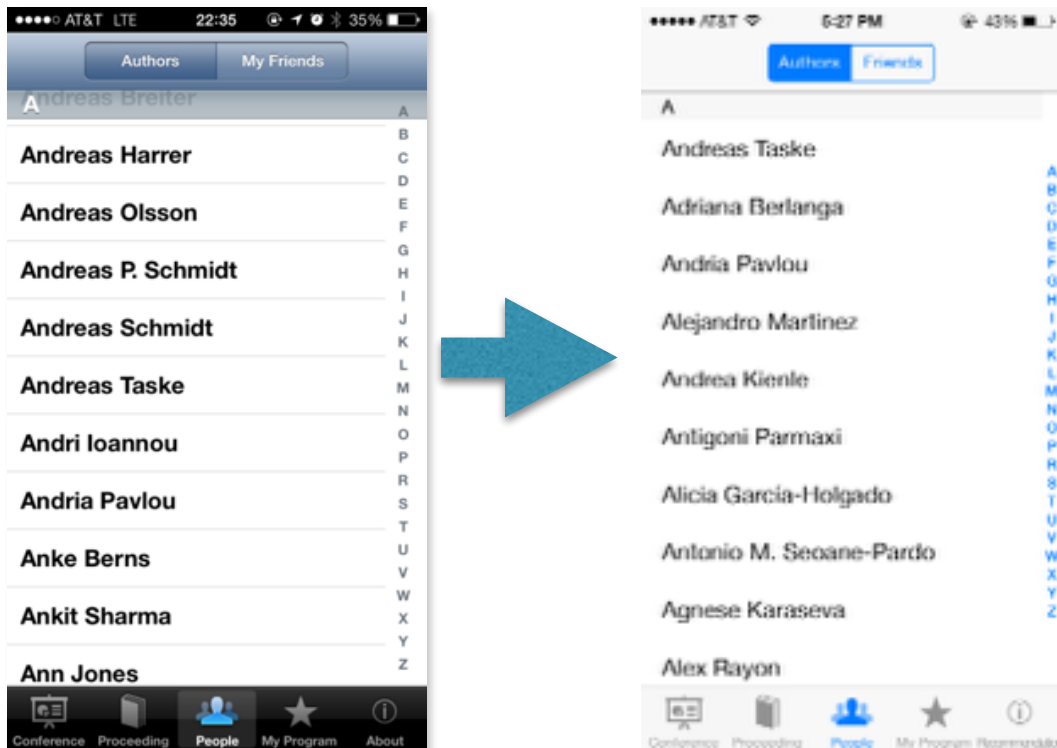 AT&T LTE 22:35 35%
Authors My Friends
Andreas Breiter
A
Andreas Harrer
Andreas Olsson
Andreas P. Schmidt
Andreas Schmidt
Andreas Taske
Andri Ioannou
Andria Pavlou
Anke Berns
Ankit Sharma
Ann Jones
A
B
C
D
E
F
G
H
I
J
K
L
M
N
O
P
R
S
T
U
V
W
X
Y
Z
Conference Proceeding People My Program About
AT&T 5:27 PM 43%
Authors Friends
A
Andreas Taske
Adriana Berlanga
Andria Pavlou
Alejandro Martinez
Andrea Kienle
Antigoni Parmaxi
Alicia García-Holgado
Antonio M. Seoane-Pardo
Agnese Karaseva
Alex Rayon
A
B
C
D
E
F
G
H
I
J
K
L
M
N
O
P
R
S
T
U
V
W
X
Y
Z
Conference Proceeding People My Program